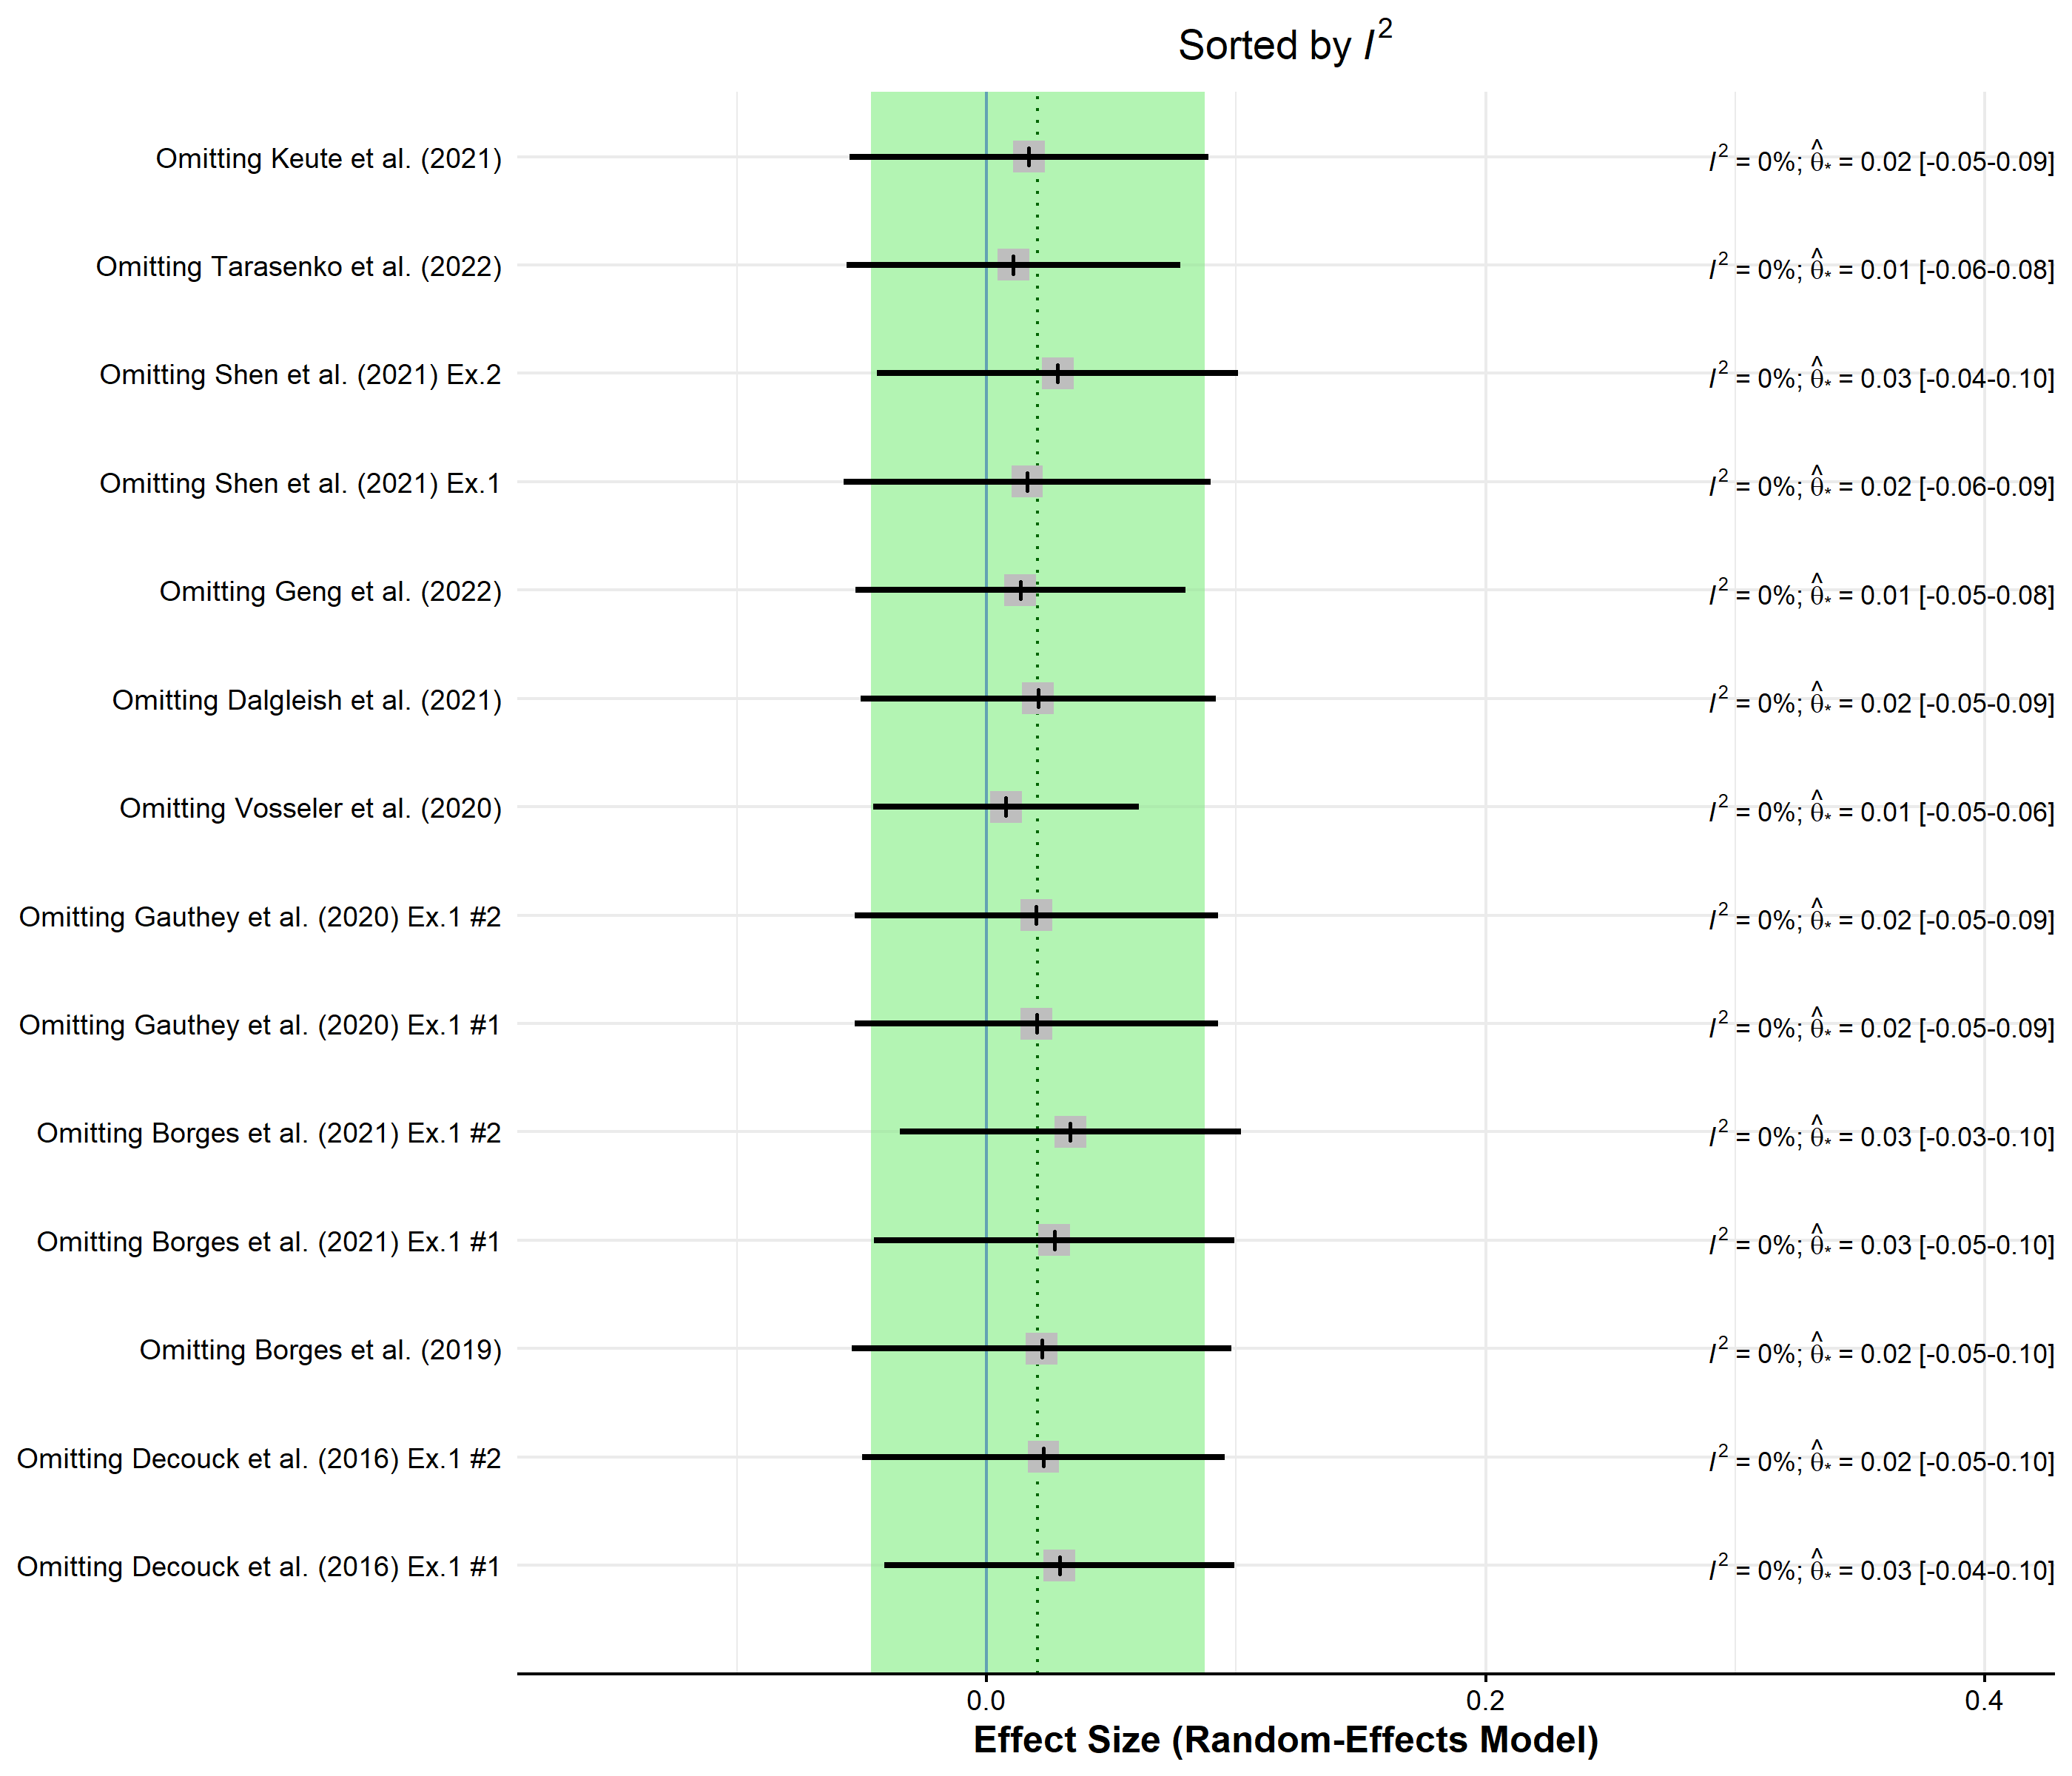 Sorted by I²
Omitting Keute et al. (2021) I² = 0%; θ̂* = 0.02 [-0.05-0.09]
Omitting Tarasenko et al. (2022) I² = 0%; θ̂* = 0.01 [-0.06-0.08]
Omitting Shen et al. (2021) Ex.2 I² = 0%; θ̂* = 0.03 [-0.04-0.10]
Omitting Shen et al. (2021) Ex.1 I² = 0%; θ̂* = 0.02 [-0.06-0.09]
Omitting Geng et al. (2022) I² = 0%; θ̂* = 0.01 [-0.05-0.08]
Omitting Dalgleish et al. (2021) I² = 0%; θ̂* = 0.02 [-0.05-0.09]
Omitting Vosseler et al. (2020) I² = 0%; θ̂* = 0.01 [-0.05-0.06]
Omitting Gauthey et al. (2020) Ex.1 #2 I² = 0%; θ̂* = 0.02 [-0.05-0.09]
Omitting Gauthey et al. (2020) Ex.1 #1 I² = 0%; θ̂* = 0.02 [-0.05-0.09]
Omitting Borges et al. (2021) Ex.1 #2 I² = 0%; θ̂* = 0.03 [-0.03-0.10]
Omitting Borges et al. (2021) Ex.1 #1 I² = 0%; θ̂* = 0.03 [-0.05-0.10]
Omitting Borges et al. (2019) I² = 0%; θ̂* = 0.02 [-0.05-0.10]
Omitting Decouck et al. (2016) Ex.1 #2 I² = 0%; θ̂* = 0.02 [-0.05-0.10]
Omitting Decouck et al. (2016) Ex.1 #1 I² = 0%; θ̂* = 0.03 [-0.04-0.10]
0.0 0.2 0.4
Effect Size (Random-Effects Model)